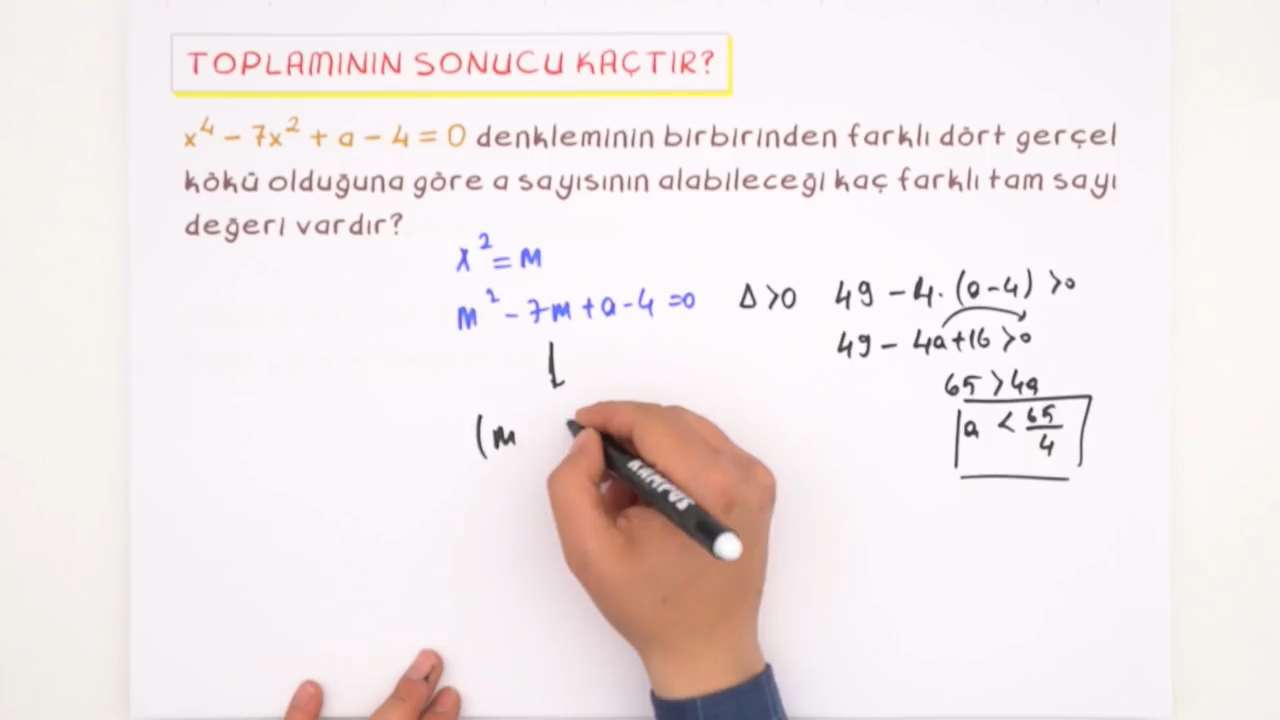 TOPLAMININ SONUCU KAÇTIR?
x⁴ - 7x² + a - 4 = 0 denkleminin birbirinden farklı dört gerçel
kökü olduğuna göre a sayısının alabileceği kaç farklı tam sayı
değeri vardır?
x² = m
m² - 7m + a - 4 = 0
Δ > 0
49 - 4. (a - 4) > 0
49 - 4a + 16 > 0
65 > 4a
a < 65/4
(m
KAMPUS